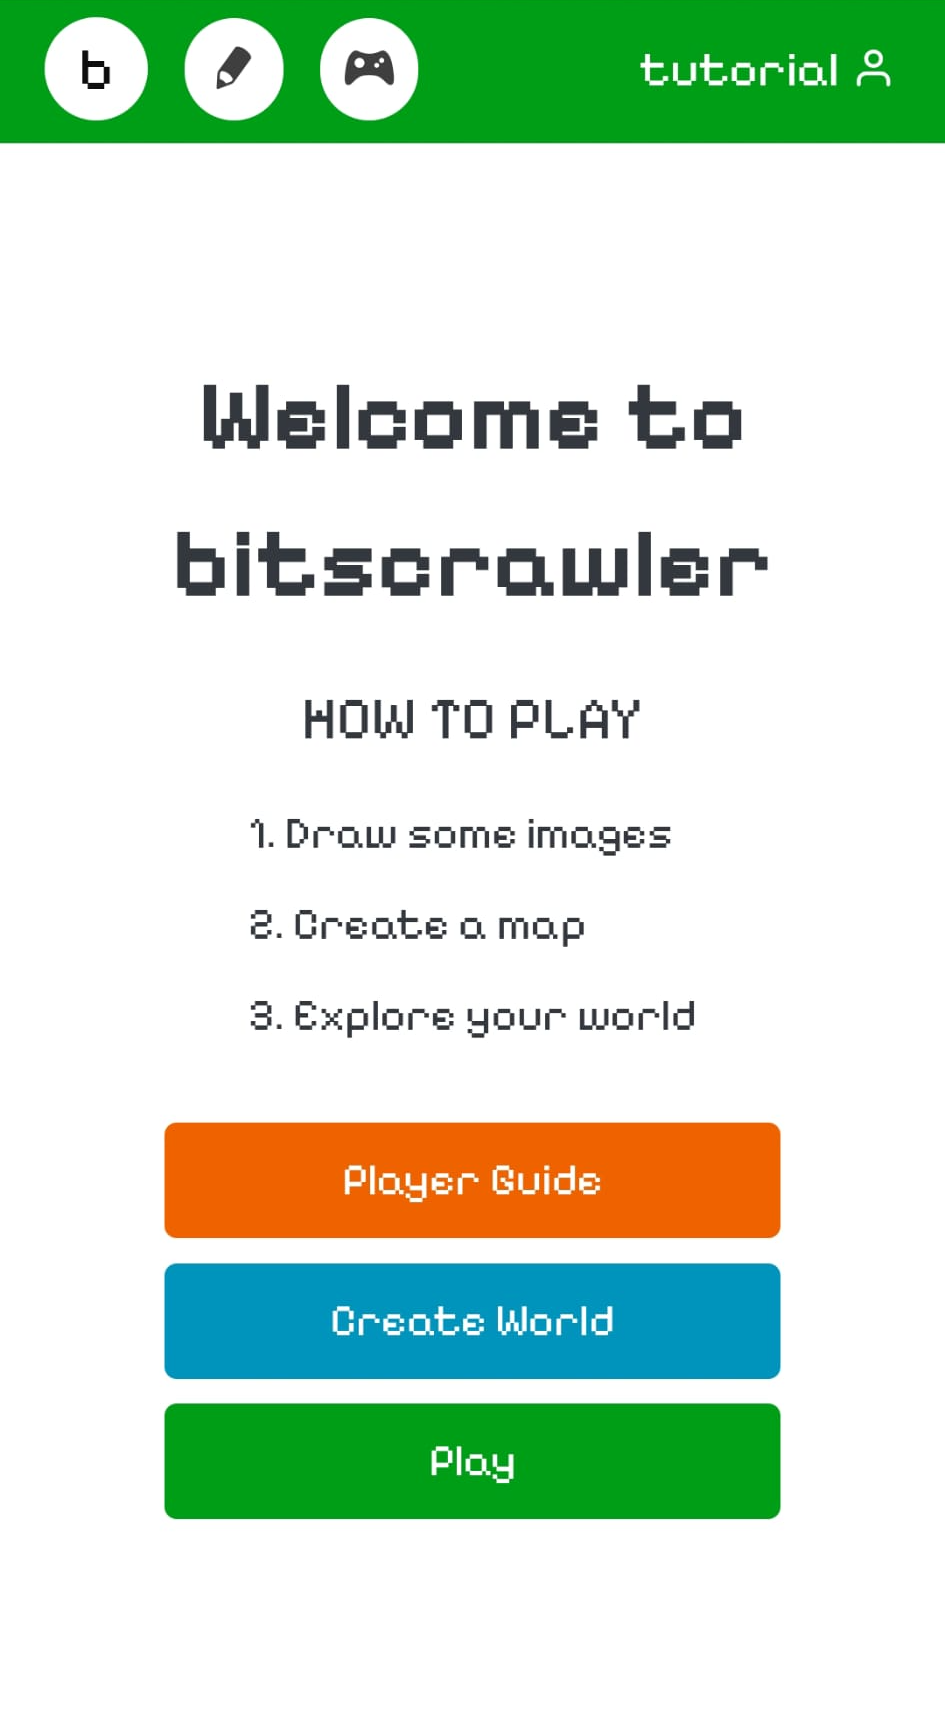 b
tutorial
Welcome to
bitscrawler
HOW TO PLAY
1. Draw some images
2. Create a map
3. Explore your world
Player Guide
Create World
Play